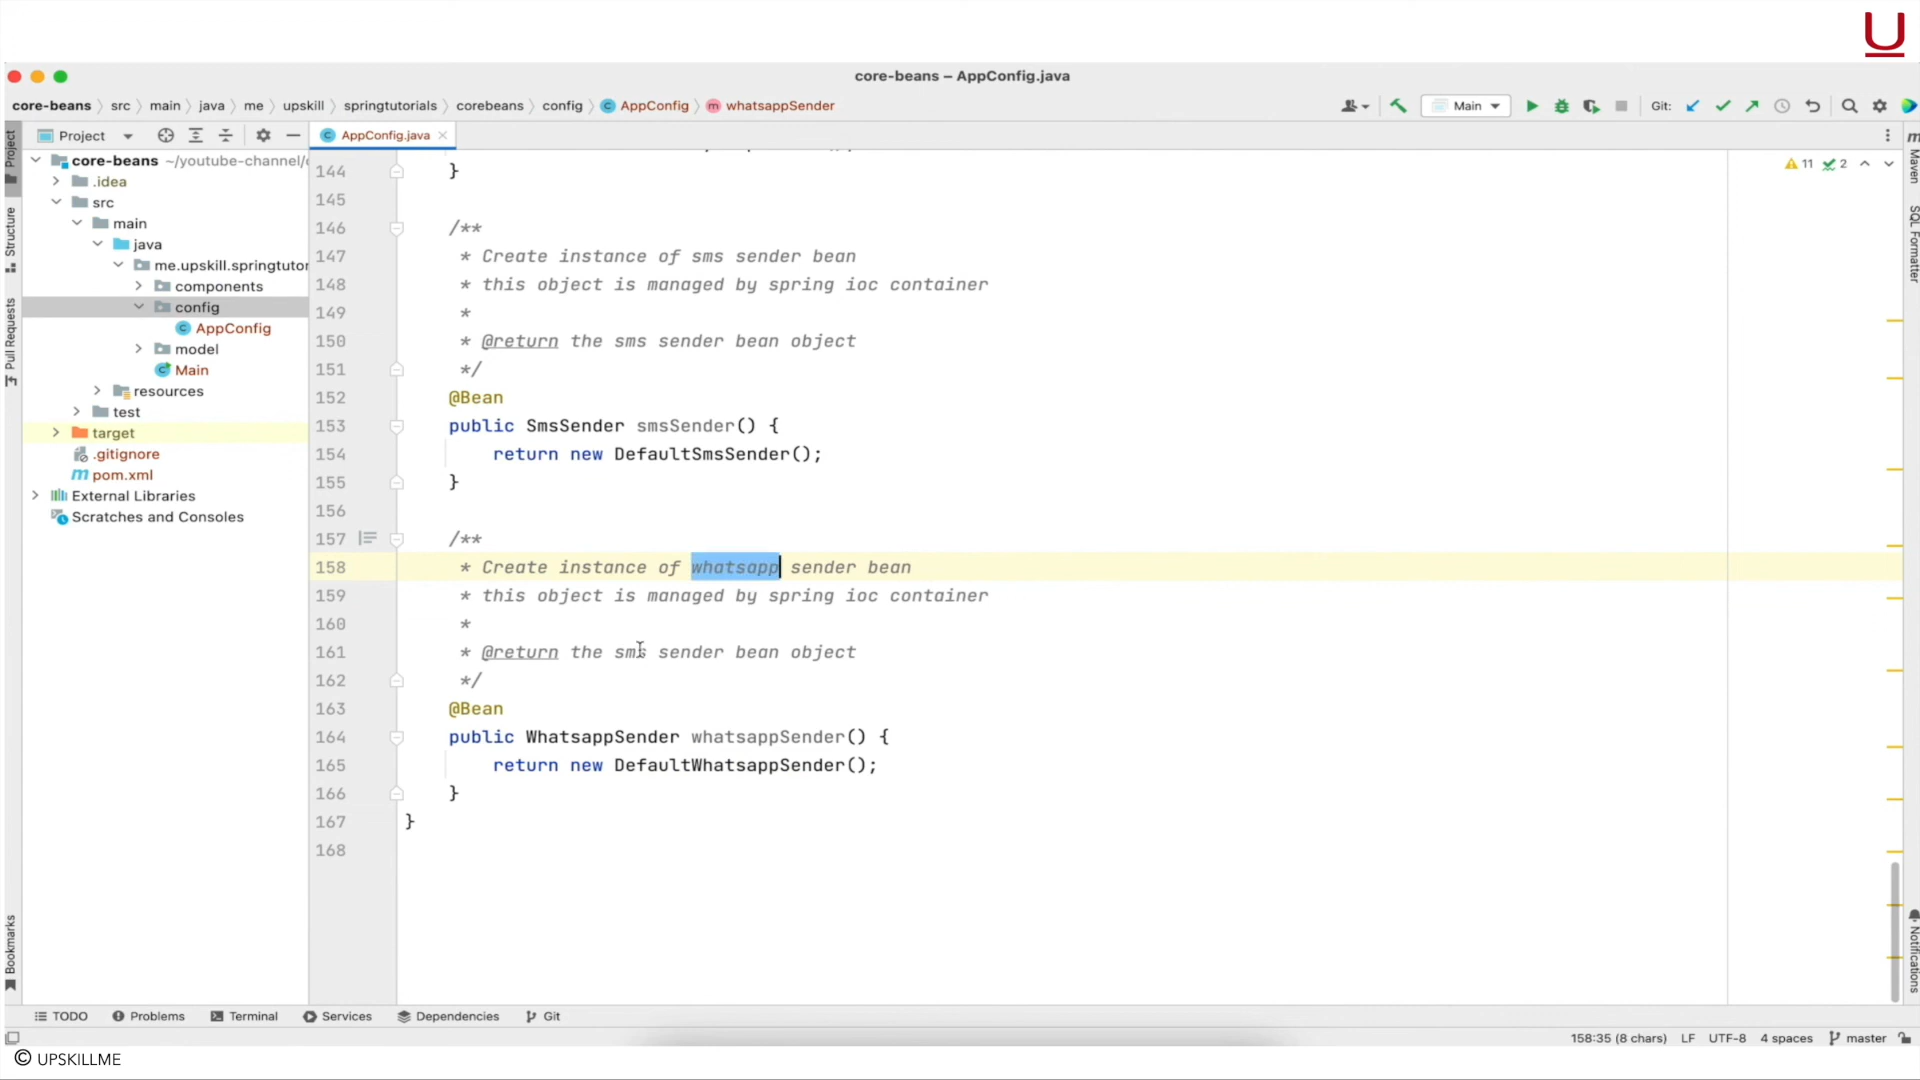 U
core-beans – AppConfig.java
core-beans 〉 src 〉 main 〉 java 〉 me 〉 upskill 〉 springtutorials 〉 corebeans 〉 config 〉 AppConfig 〉 whatsappSender
Main
Git:
Project
AppConfig.java
11 2
core-beans ~/youtube-channel/
.idea
src
main
java
me.upskill.springtutor
components
config
AppConfig
model
Main
resources
test
target
.gitignore
pom.xml
External Libraries
Scratches and Consoles
Project
Structure
Pull Requests
Bookmarks
144 }
145
146 /**
147 * Create instance of sms sender bean
148 * this object is managed by spring ioc container
149 *
150 * @return the sms sender bean object
151 */
152 @Bean
153 public SmsSender smsSender() {
154 return new DefaultSmsSender();
155 }
156
157 /**
158 * Create instance of whatsapp sender bean
159 * this object is managed by spring ioc container
160 *
161 * @return the sms sender bean object
162 */
163 @Bean
164 public WhatsappSender whatsappSender() {
165 return new DefaultWhatsappSender();
166 }
167 }
168
Maven
SQL Formatter
Notifications
TODO Problems Terminal Services Dependencies Git
158:35 (8 chars) LF UTF-8 4 spaces master
© UPSKILLME